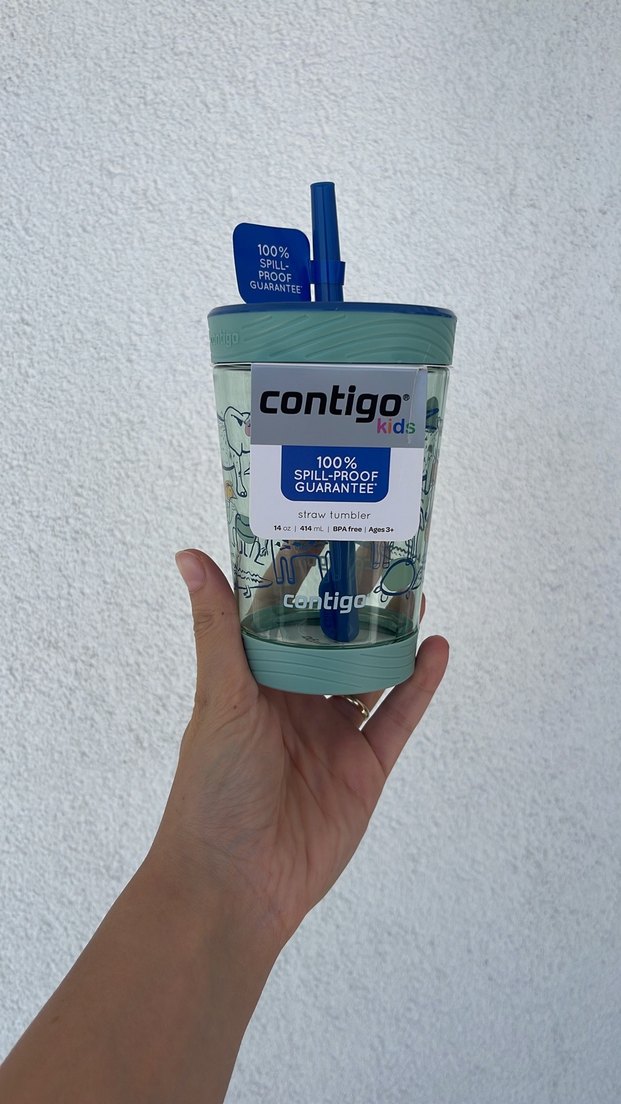 100%
SPILL-
PROOF
GUARANTEE*
contigo
contigo®
kids
100%
SPILL-PROOF
GUARANTEE*
straw tumbler
14 oz | 414 mL | BPA free | Ages 3+
contigo